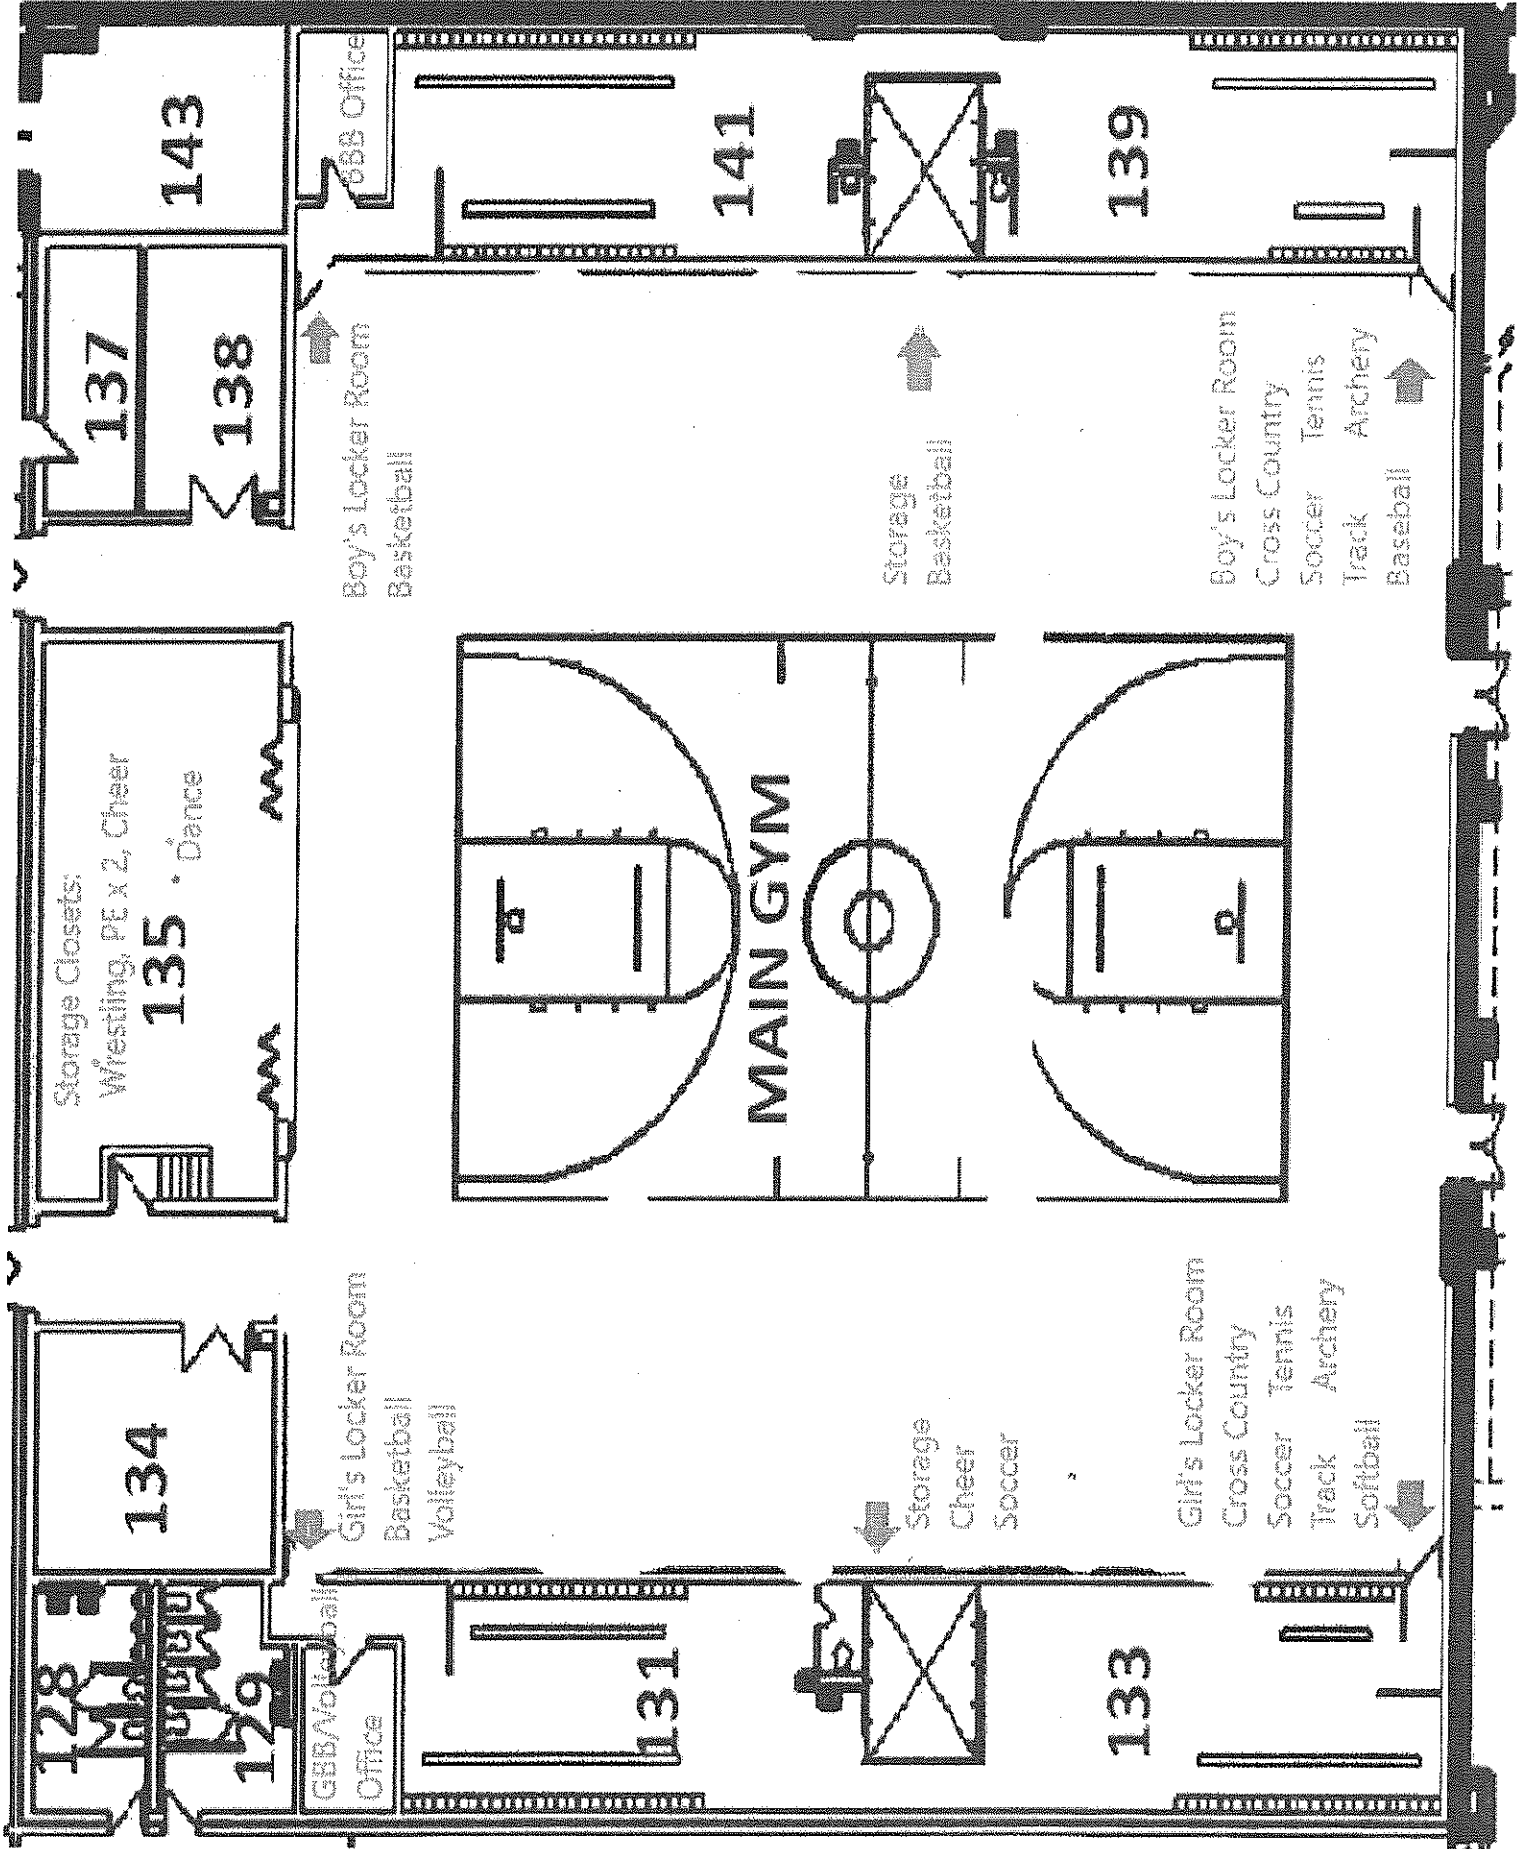 128
129
GBB/Volleyball
Office
134
Storage Closets:
Wrestling, PE x 2, Cheer
135 - Dance
137
138
143
BBB Office
Girl's Locker Room
Basketball
Volleyball
Boy's Locker Room
Basketball
131
MAIN GYM
141
Storage
Cheer
Soccer
Storage
Basketball
133
139
Girl's Locker Room
Cross Country
Soccer Tennis
Track Archery
Softball
Boy's Locker Room
Cross Country
Soccer Tennis
Track Archery
Baseball